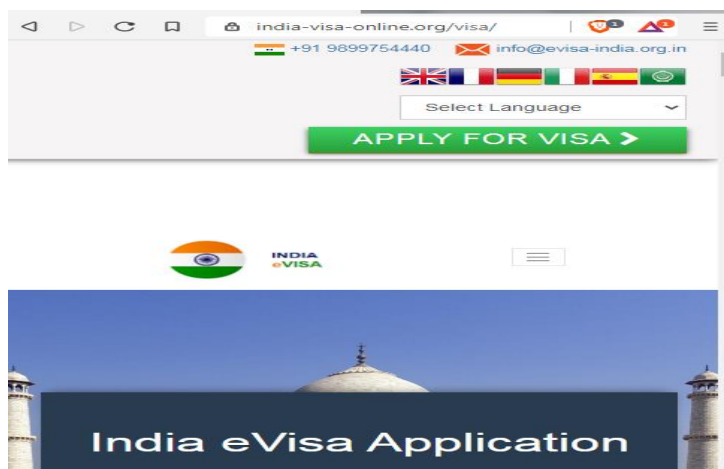 india-visa-online.org/visa/
+91 9899754440 info@evisa-india.org.in
Select Language
APPLY FOR VISA
INDIA
eVISA
India eVisa Application